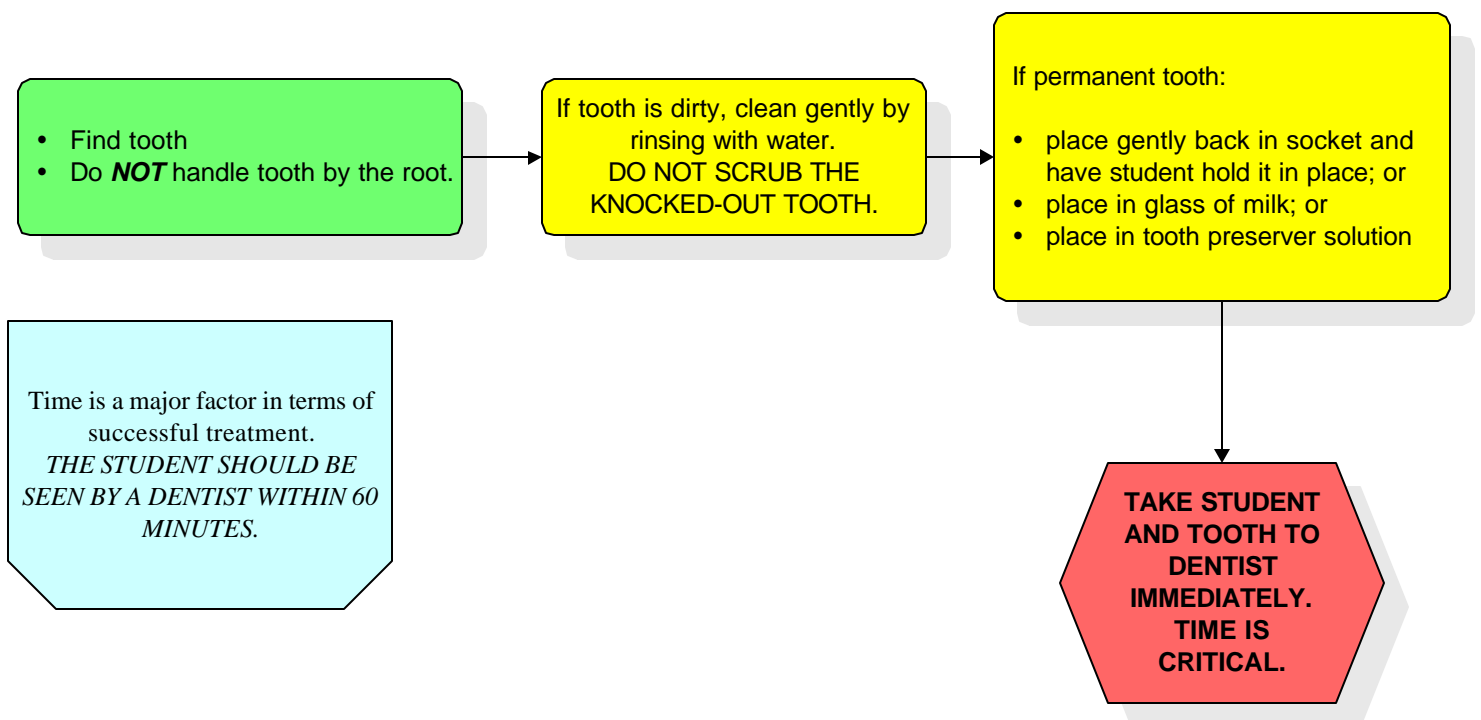 • Find tooth
• Do NOT handle tooth by the root.
If tooth is dirty, clean gently by
rinsing with water.
DO NOT SCRUB THE
KNOCKED-OUT TOOTH.
If permanent tooth:
• place gently back in socket and
have student hold it in place; or
• place in glass of milk; or
• place in tooth preserver solution
Time is a major factor in terms of
successful treatment.
THE STUDENT SHOULD BE
SEEN BY A DENTIST WITHIN 60
MINUTES.
TAKE STUDENT
AND TOOTH TO
DENTIST
IMMEDIATELY.
TIME IS
CRITICAL.